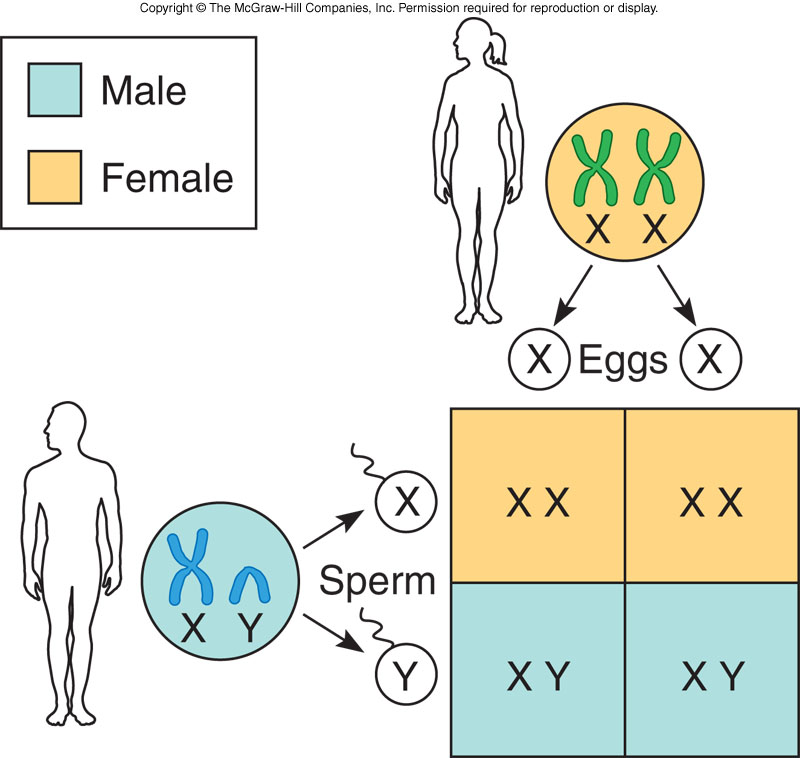 Copyright © The McGraw-Hill Companies, Inc. Permission required for reproduction or display.
Male
Female
X X
X Eggs X
X X
X X
X
Sperm
X Y
Y
X Y
X Y